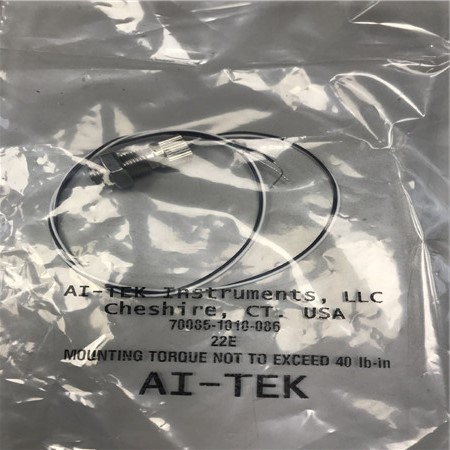 AI-TEK Instruments, LLC
Cheshire, CT. USA
70085-1010-086
22E
MOUNTING TORQUE NOT TO EXCEED 40 lb-in
AI-TEK